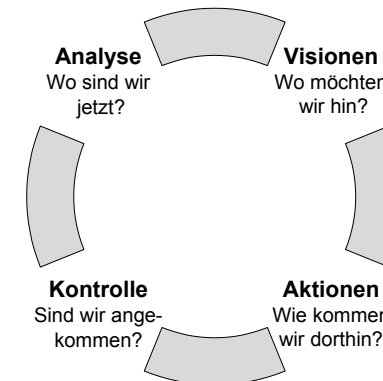 Analyse
Wo sind wir
jetzt?
Visionen
Wo möchten
wir hin?
Kontrolle
Sind wir ange-
kommen?
Aktionen
Wie kommen
wir dorthin?